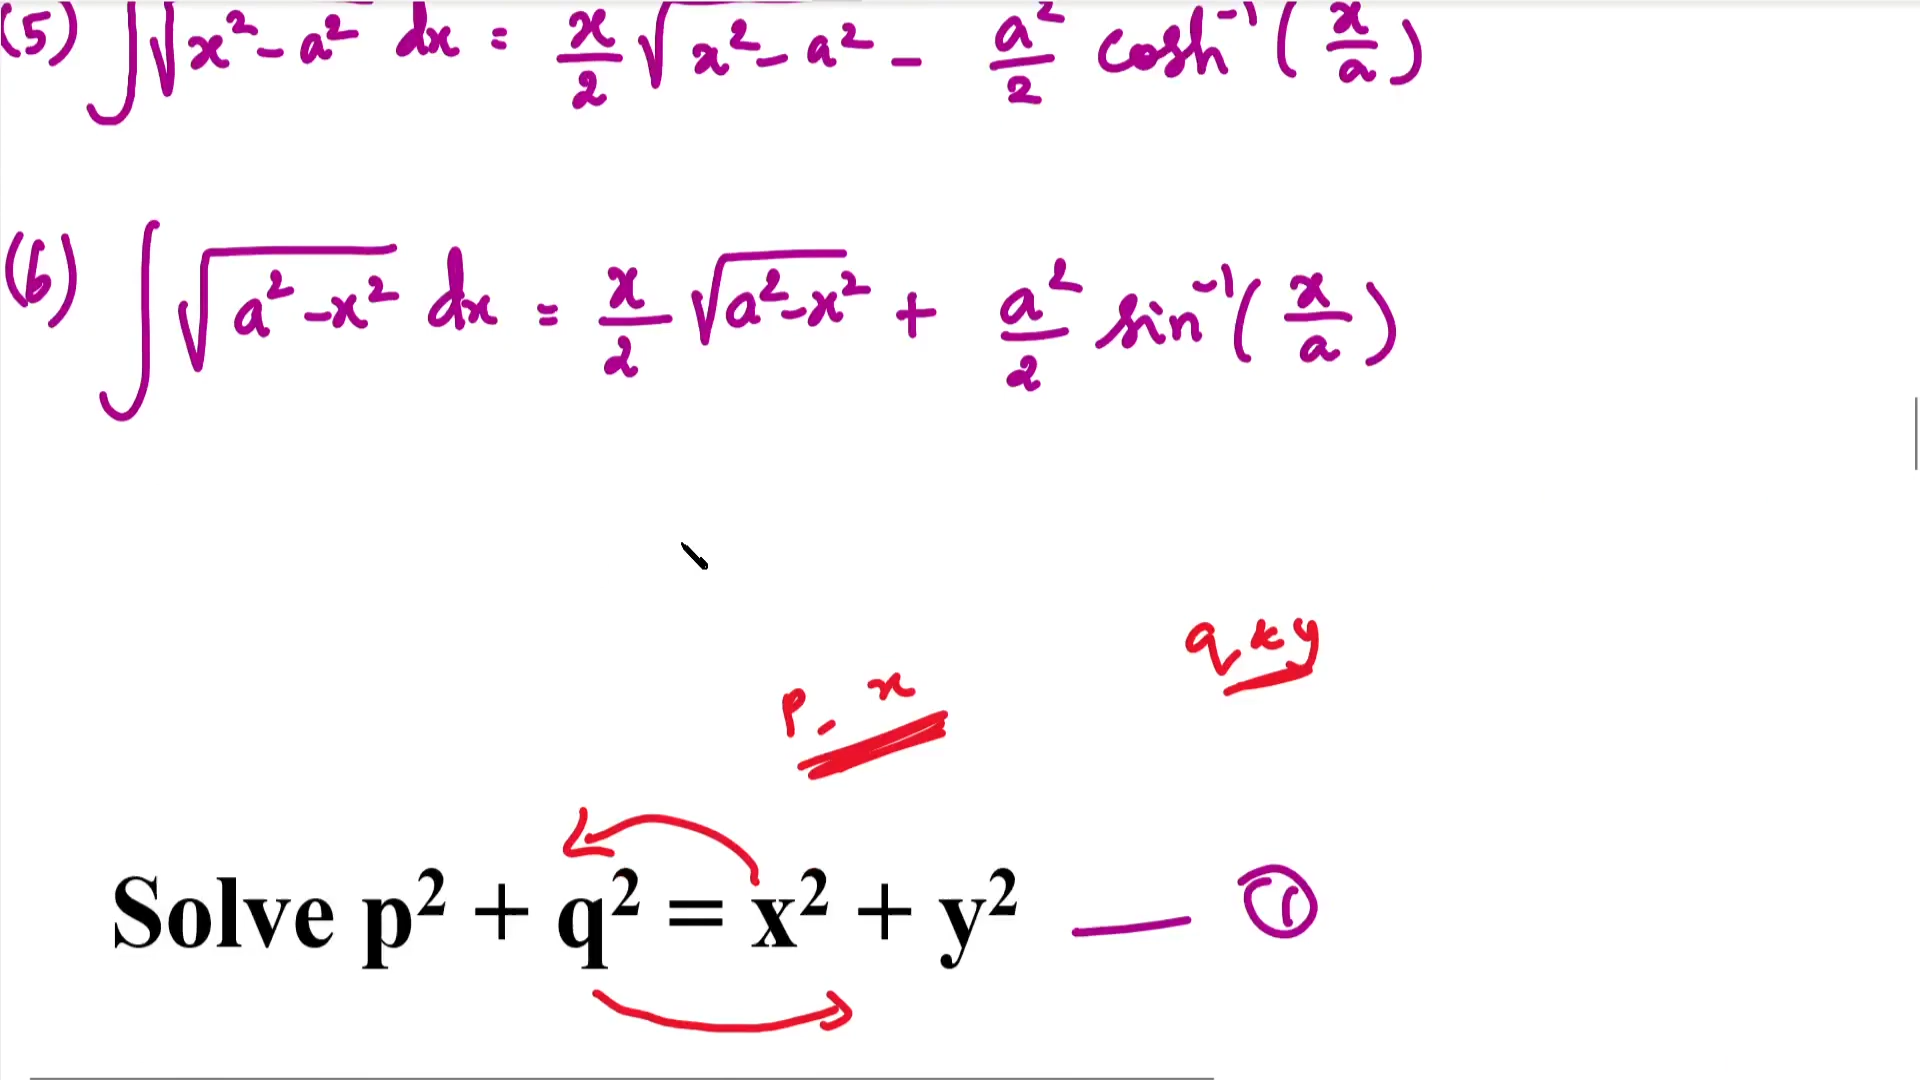 (5) ∫√x² - a² dx = x/2 √x² - a² - a²/2 cosh⁻¹(x/a)
(6) ∫√a² - x² dx = x/2 √a² - x² + a²/2 sin⁻¹(x/a)
q & y
p, x
Solve p² + q² = x² + y² — ①